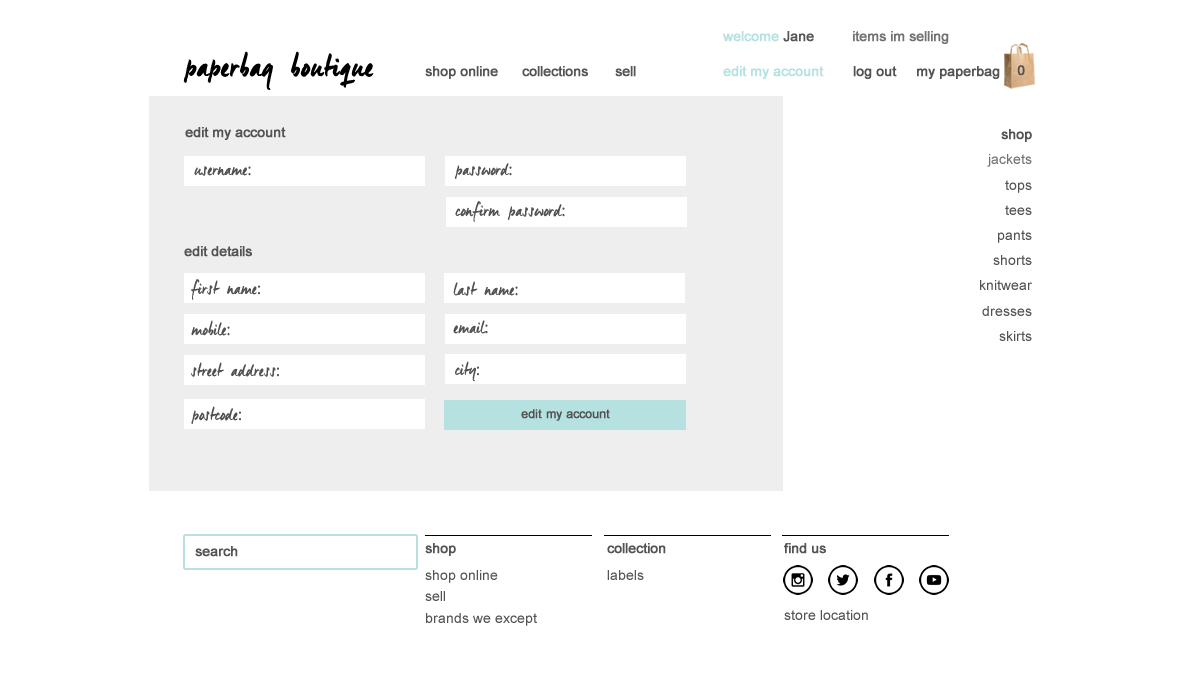 welcome Jane
items im selling
paperbag boutique
shop online
collections
sell
edit my account
log out
my paperbag
0
edit my account
username:
password:
confirm password:
edit details
first name:
last name:
mobile:
email:
street address:
city:
postcode:
edit my account
shop
jackets
tops
tees
pants
shorts
knitwear
dresses
skirts
search
shop
shop online
sell
brands we except
collection
labels
find us
store location